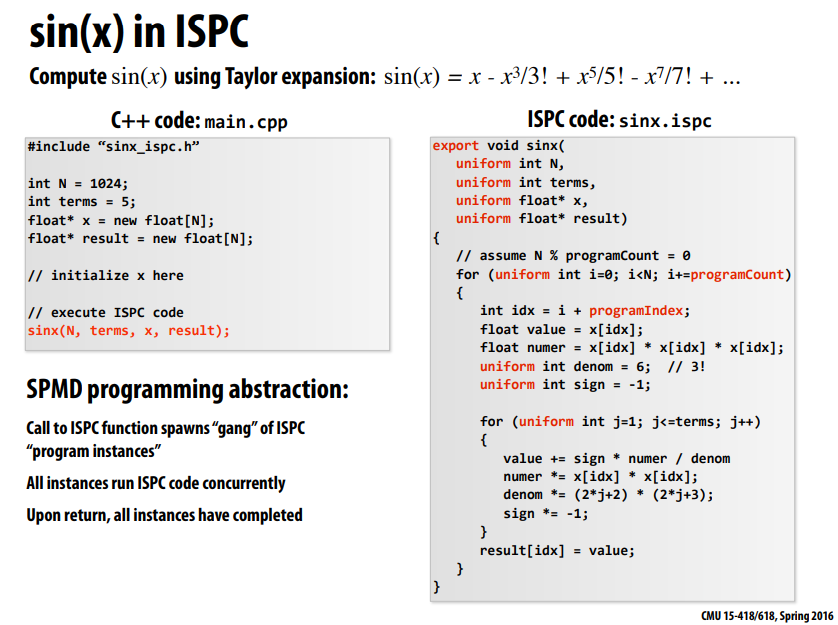 sin(x) in ISPC
Compute sin(x) using Taylor expansion: sin(x) = x - x³/3! + x⁵/5! - x⁷/7! + ...
C++ code: main.cpp
#include “sinx_ispc.h”
int N = 1024;
int terms = 5;
float* x = new float[N];
float* result = new float[N];
// initialize x here
// execute ISPC code
sinx(N, terms, x, result);
SPMD programming abstraction:
Call to ISPC function spawns “gang” of ISPC
“program instances”
All instances run ISPC code concurrently
Upon return, all instances have completed
ISPC code: sinx.ispc
export void sinx(
uniform int N,
uniform int terms,
uniform float* x,
uniform float* result)
{
// assume N % programCount = 0
for (uniform int i=0; i<N; i+=programCount)
{
int idx = i + programIndex;
float value = x[idx];
float numer = x[idx] * x[idx] * x[idx];
uniform int denom = 6; // 3!
uniform int sign = -1;
for (uniform int j=1; j<=terms; j++)
{
value += sign * numer / denom
numer *= x[idx] * x[idx];
denom *= (2*j+2) * (2*j+3);
sign *= -1;
}
result[idx] = value;
}
}
CMU 15-418/618, Spring 2016